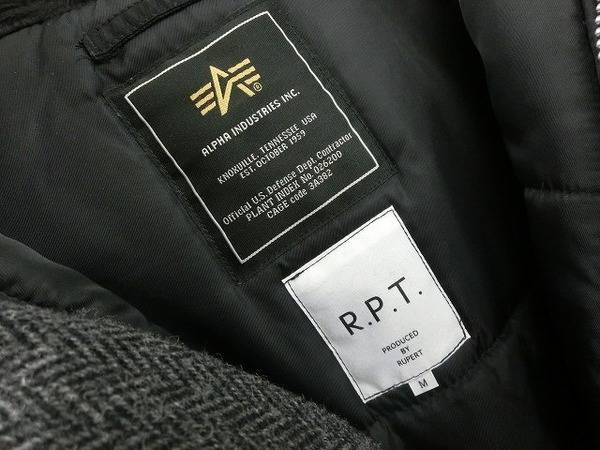 ALPHA INDUSTRIES INC.
KNOXVILLE, TENNESSEE USA
EST. OCTOBER 1959
Official U.S. Defense Dept. Contractor
PLANT INDEX No. 026200
CAGE code 3A382
R.P.T.
PRODUCED
BY
RUPERT
M